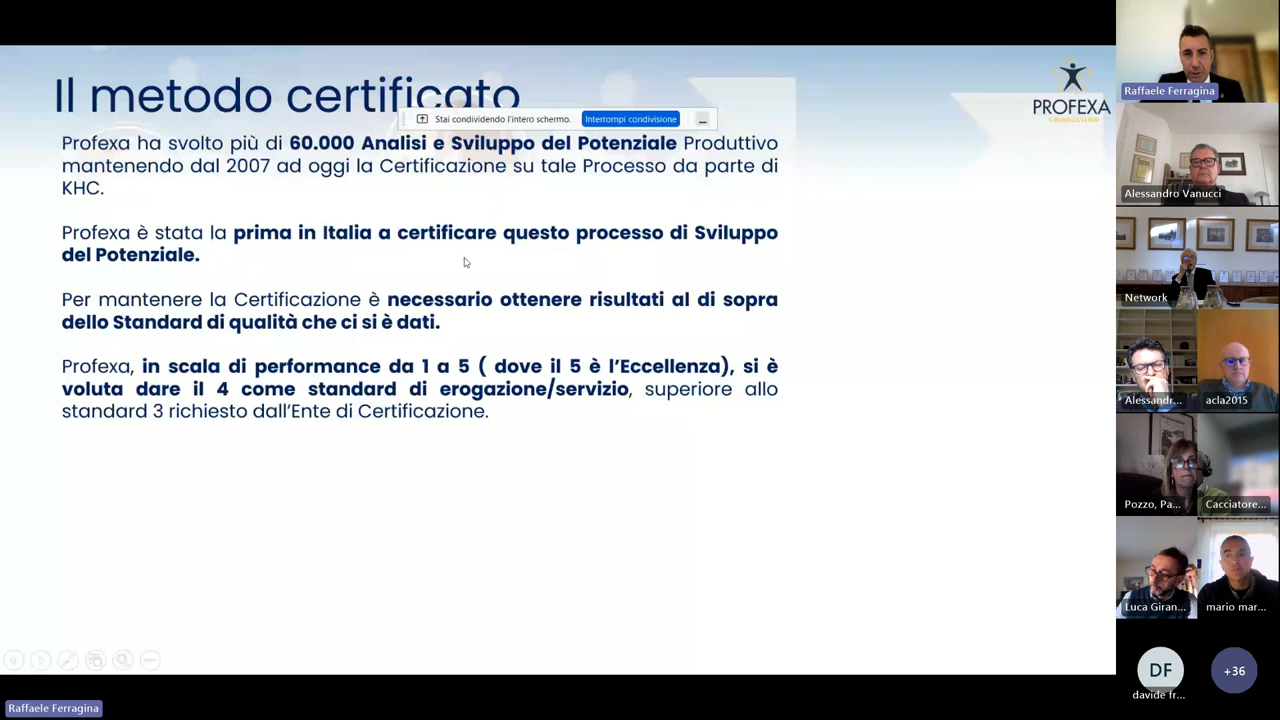 Il metodo certificato
Stai condividendo l'intero schermo. Interrompi condivisione
PROFEXA
Profexa ha svolto più di 60.000 Analisi e Sviluppo del Potenziale Produttivo
mantenendo dal 2007 ad oggi la Certificazione su tale Processo da parte di
KHC.
Profexa è stata la prima in Italia a certificare questo processo di Sviluppo
del Potenziale.
Per mantenere la Certificazione è necessario ottenere risultati al di sopra
dello Standard di qualità che ci si è dati.
Profexa, in scala di performance da 1 a 5 ( dove il 5 è l'Eccellenza), si è
voluta dare il 4 come standard di erogazione/servizio, superiore allo
standard 3 richiesto dall'Ente di Certificazione.
Raffaele Ferragina
Raffaele Ferragina
Alessandro Vanucci
Network
Alessandr... acla2015
Pozzo, Pa... Cacciatore...
Luca Giran... mario mar...
DF +36
davide fr...